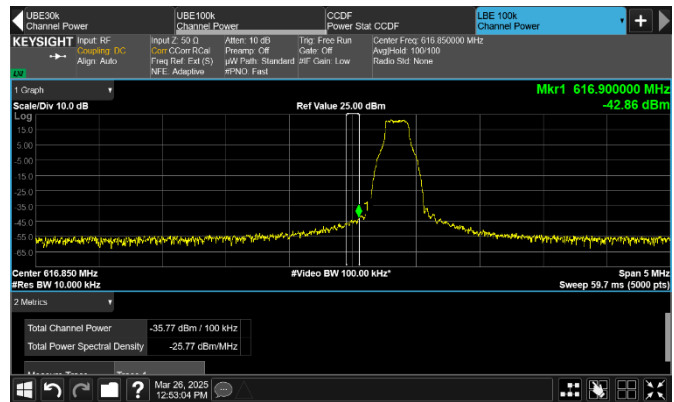 UBE30k
Channel Power
UBE100k
Channel Power
CCDF
Power Stat CCDF
LBE 100k
Channel Power
KEYSIGHT
Input: RF
Coupling: DC
Align: Auto
LXI
Input Z: 50 Ω
Corr CCorr RCal
Freq Ref: Ext (S)
NFE: Adaptive
Atten: 10 dB
Preamp: Off
µW Path: Standard
#PNO: Fast
Trig: Free Run
Gate: Off
#IF Gain: Low
Center Freq: 616.850000 MHz
Avg|Hold: 100/100
Radio Std: None
1 Graph
Scale/Div 10.0 dB
Ref Value 25.00 dBm
Mkr1 616.900000 MHz
-42.86 dBm
Log
15.0
5.00
-5.00
-15.0
-25.0
-35.0
-45.0
-55.0
-65.0
1
Center 616.850 MHz
#Res BW 10.000 kHz
#Video BW 100.00 kHz*
Span 5 MHz
Sweep 59.7 ms (5000 pts)
2 Metrics
Total Channel Power -35.77 dBm / 100 kHz
Total Power Spectral Density -25.77 dBm/MHz
Mar 26, 2025
12:53:04 PM